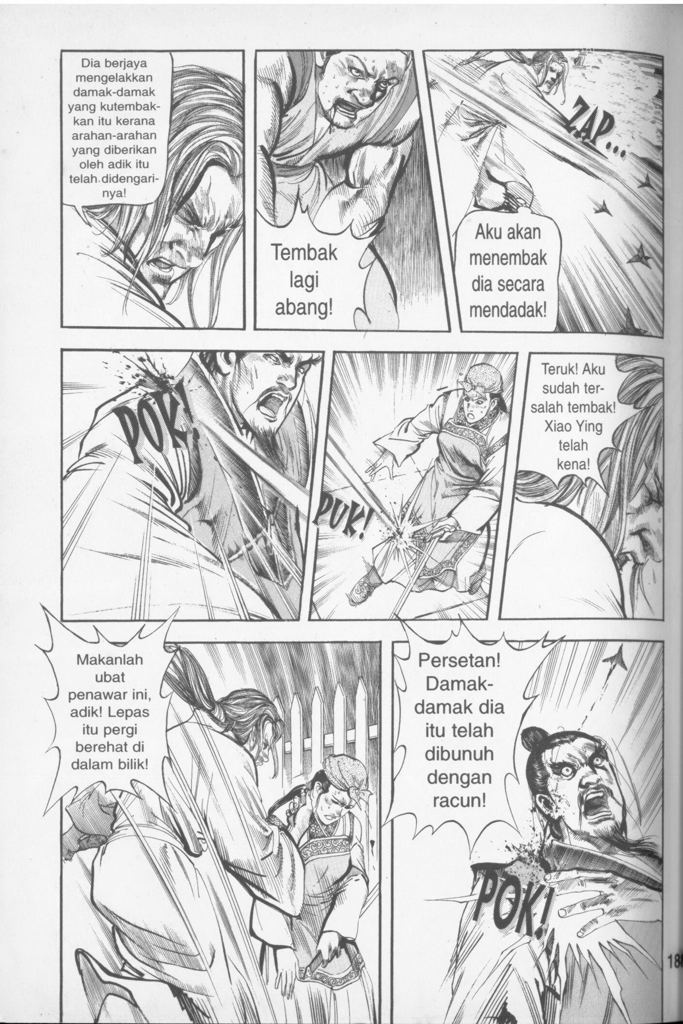 Dia berjaya
mengelakkan
damak-damak
yang kutembak-
kan itu kerana
arahan-arahan
yang diberikan
oleh adik itu
telah didengari-
nya!
Tembak
lagi
abang!
ZAP...
Aku akan
menembak
dia secara
mendadak!
POK!
PUK!
Teruk! Aku
sudah ter-
salah tembak!
Xiao Ying
telah
kena!
Makanlah
ubat
penawar ini,
adik! Lepas
itu pergi
berehat di
dalam bilik!
Persetan!
Damak-
damak dia
itu telah
dibunuh
dengan
racun!
POK!